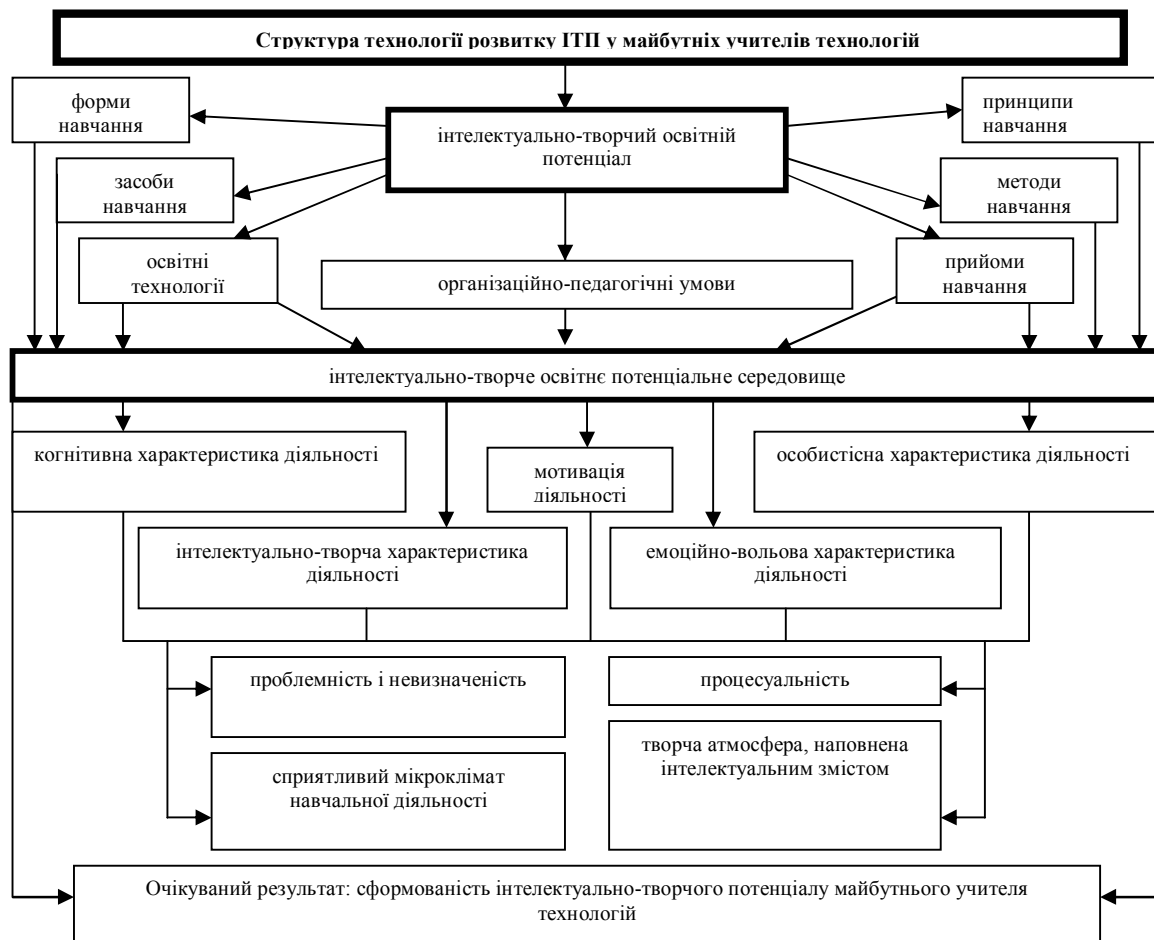 Структура технології розвитку ІТП у майбутніх учителів технологій
форми
навчання
принципи
навчання
інтелектуально-творчий освітній
потенціал
засоби
навчання
методи
навчання
освітні
технології
організаційно-педагогічні умови
прийоми
навчання
інтелектуально-творче освітнє потенціальне середовище
когнітивна характеристика діяльності
мотивація
діяльності
особистісна характеристика діяльності
інтелектуально-творча характеристика
діяльності
емоційно-вольова характеристика
діяльності
проблемність і невизначеність
процесуальність
сприятливий мікроклімат
навчальної діяльності
творча атмосфера, наповнена
інтелектуальним змістом
Очікуваний результат: сформованість інтелектуально-творчого потенціалу майбутнього учителя
технологій